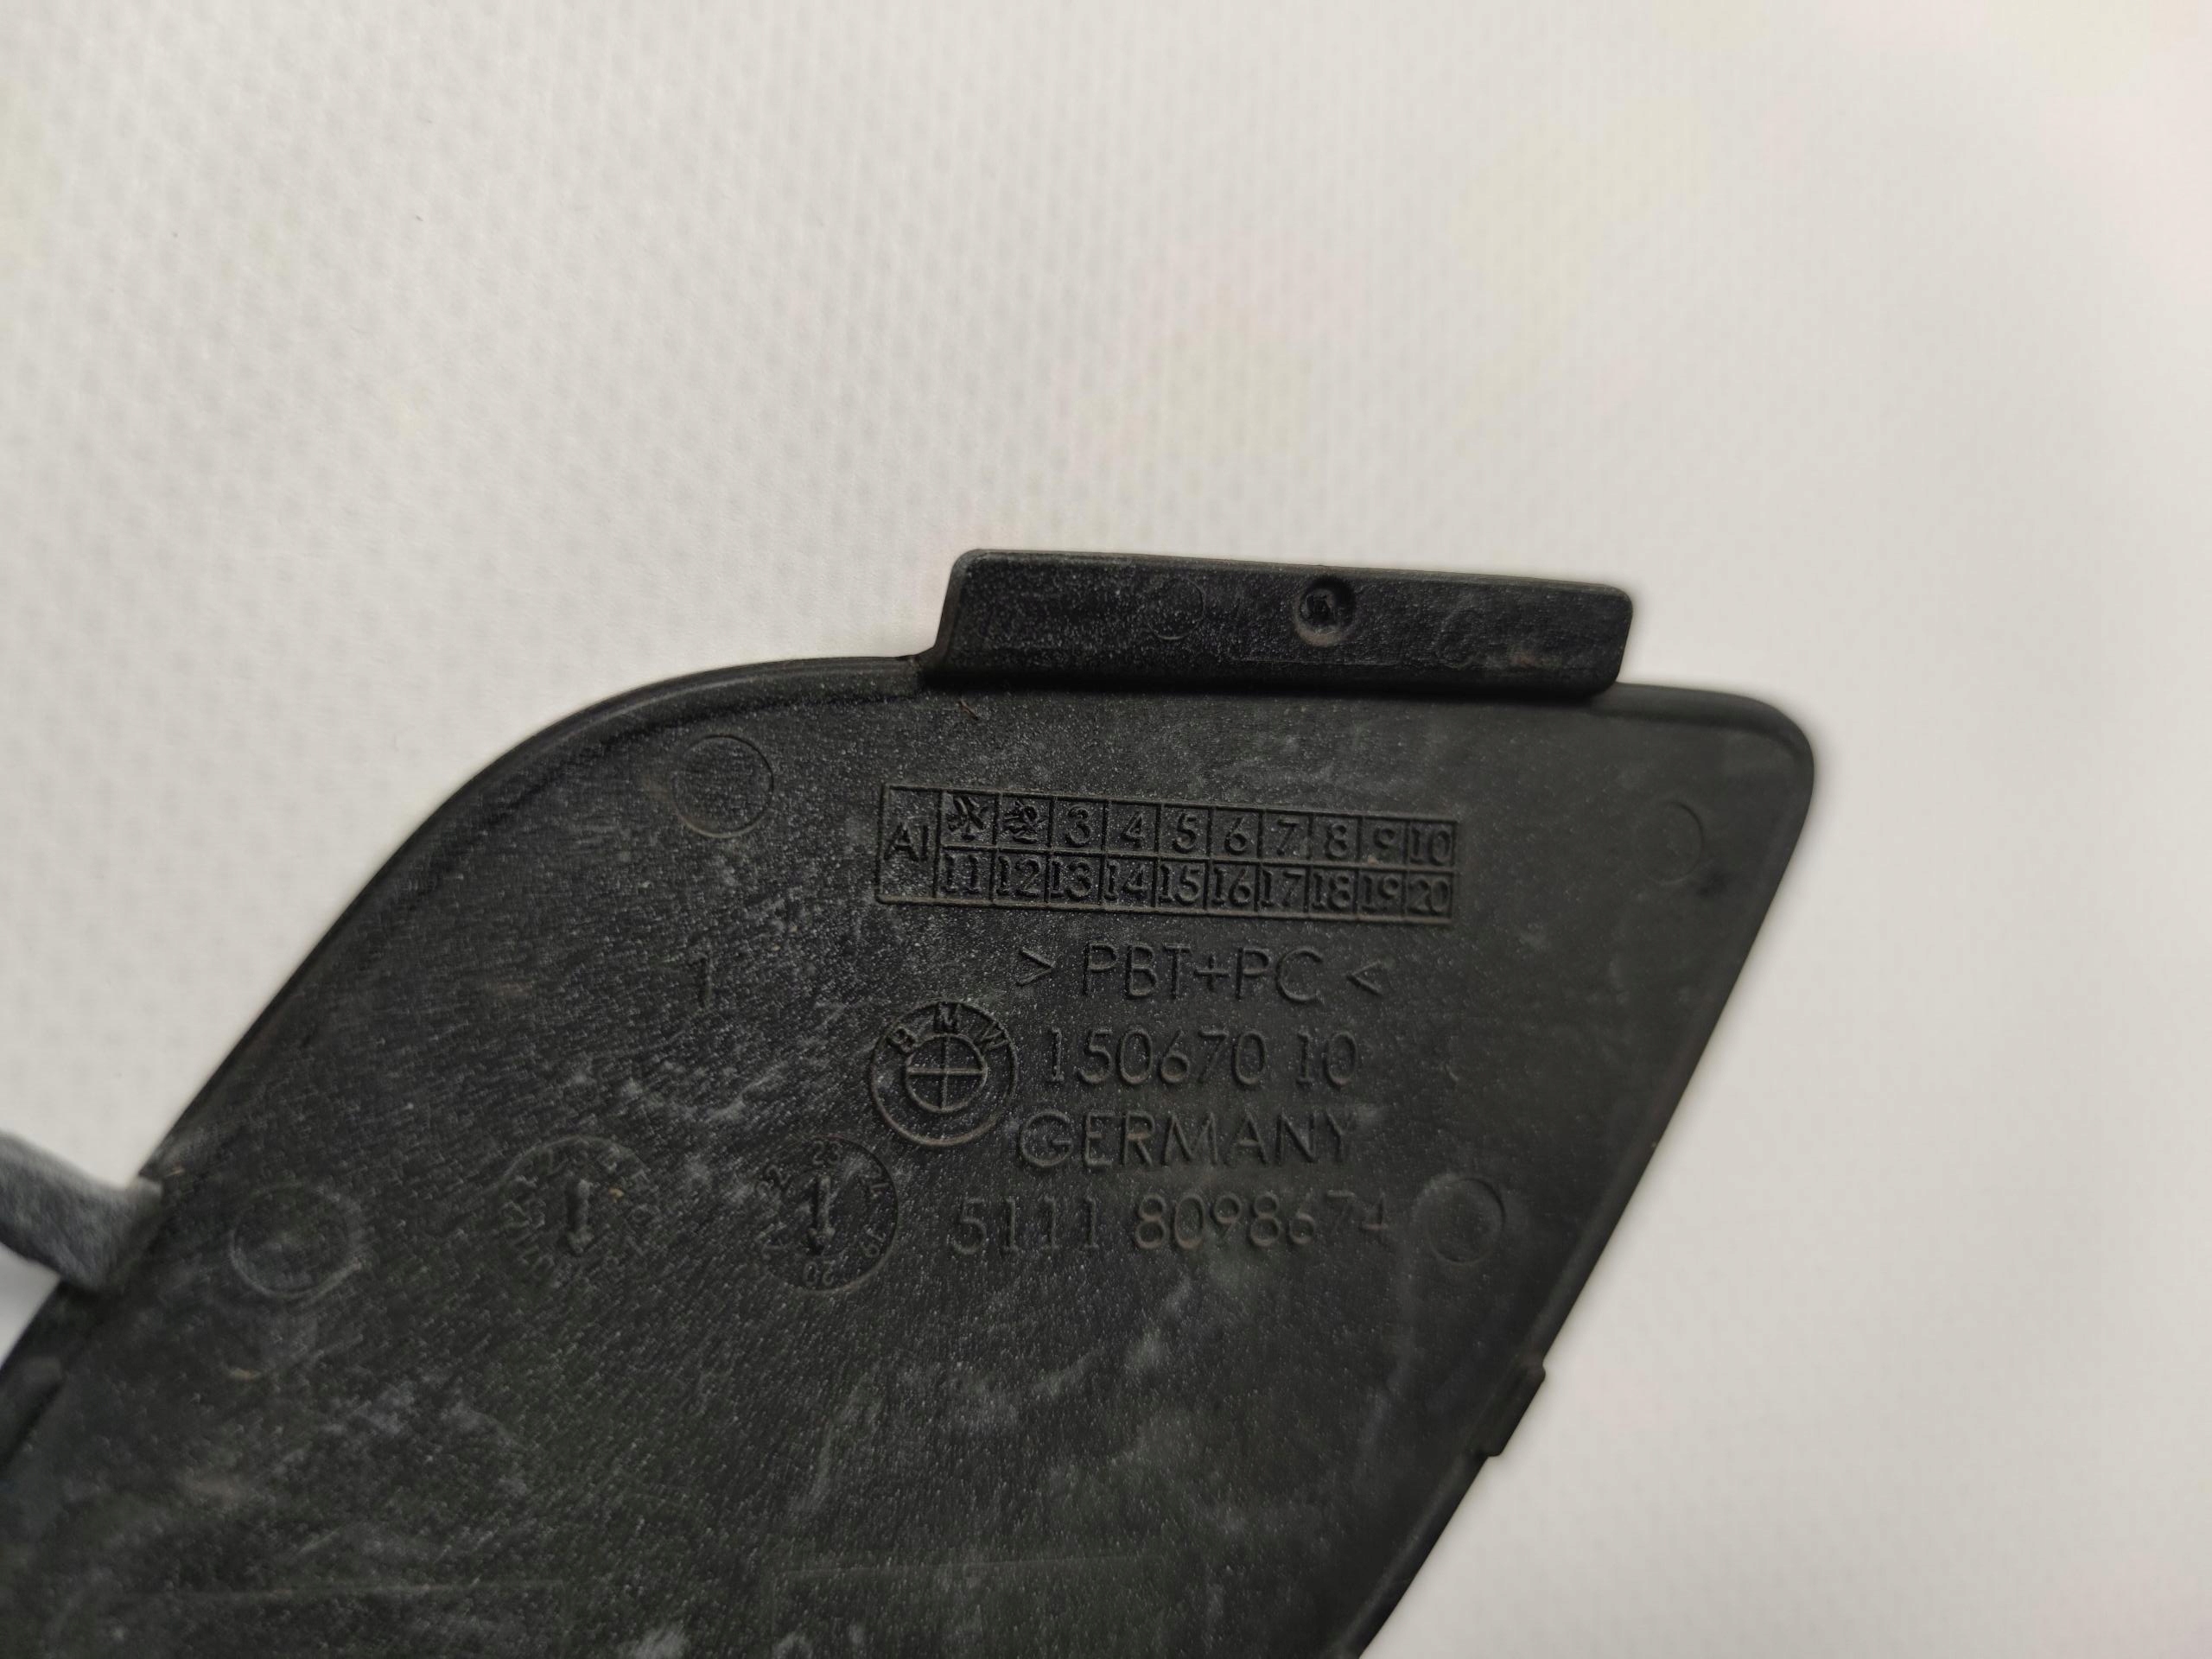 AI 3 4 5 6 7 8 9 10
11 12 13 14 15 16 17 18 19 20
> PBT+PC <
1
BMW 150670 10
GERMANY
5111 8098674